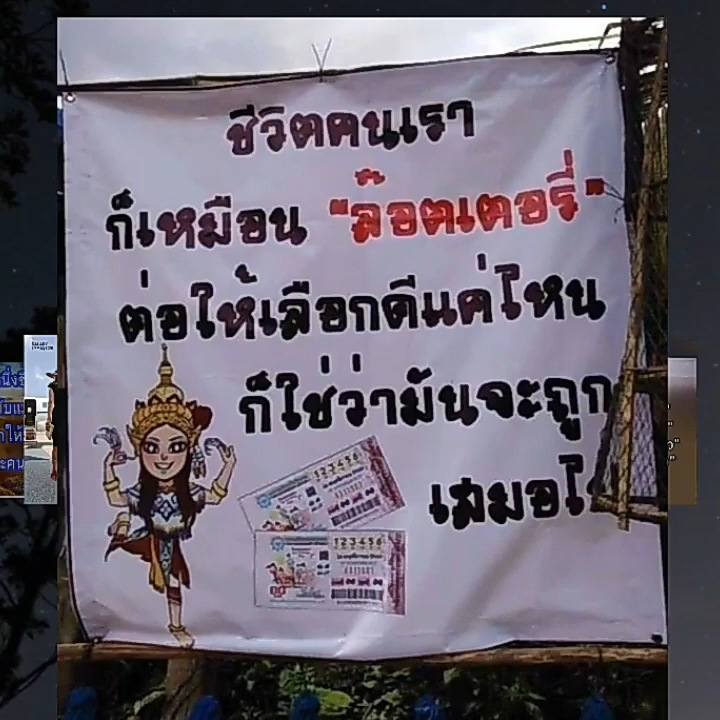 ชีวิตคนเรา
ก็เหมือน "ล๊อตเตอรี่"
ต่อให้เลือกดีแค่ไหน
ก็ใช่ว่ามันจะถูก
เสมอไ
123456
123456